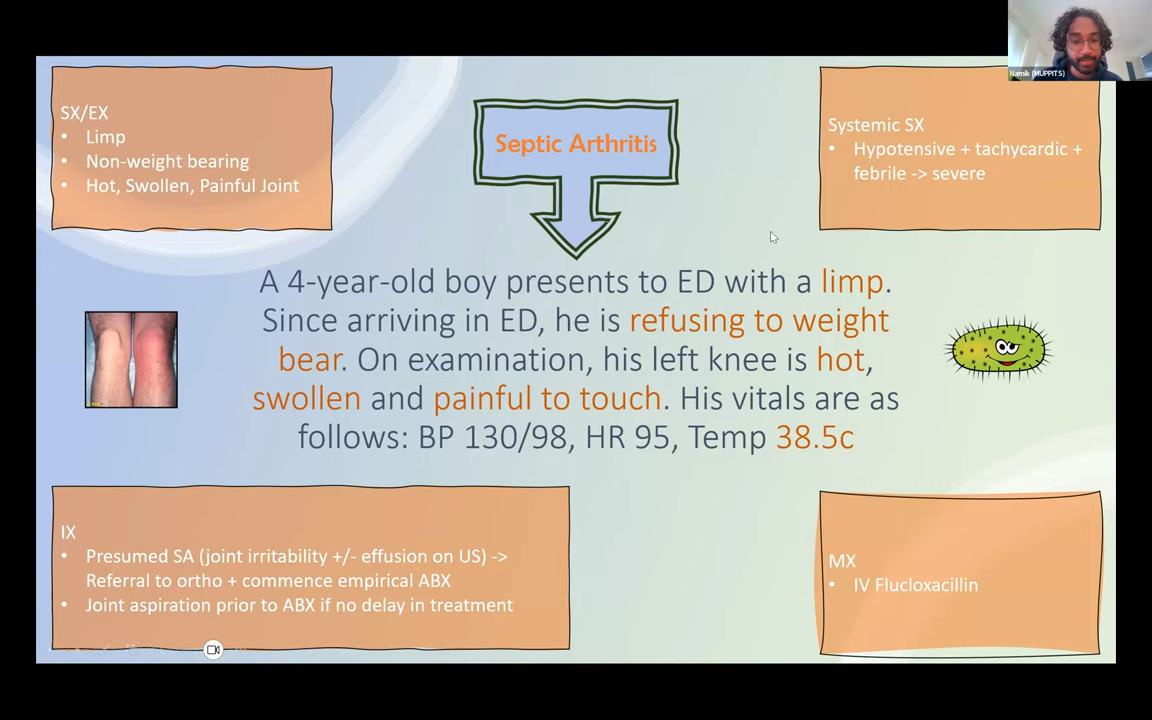 Namik (MUPPITS)
SX/EX
• Limp
• Non-weight bearing
• Hot, Swollen, Painful Joint
Septic Arthritis
Systemic SX
• Hypotensive + tachycardic +
febrile -> severe
A 4-year-old boy presents to ED with a limp.
Since arriving in ED, he is refusing to weight
bear. On examination, his left knee is hot,
swollen and painful to touch. His vitals are as
follows: BP 130/98, HR 95, Temp 38.5c
IX
• Presumed SA (joint irritability +/- effusion on US) ->
Referral to ortho + commence empirical ABX
• Joint aspiration prior to ABX if no delay in treatment
MX
• IV Flucloxacillin